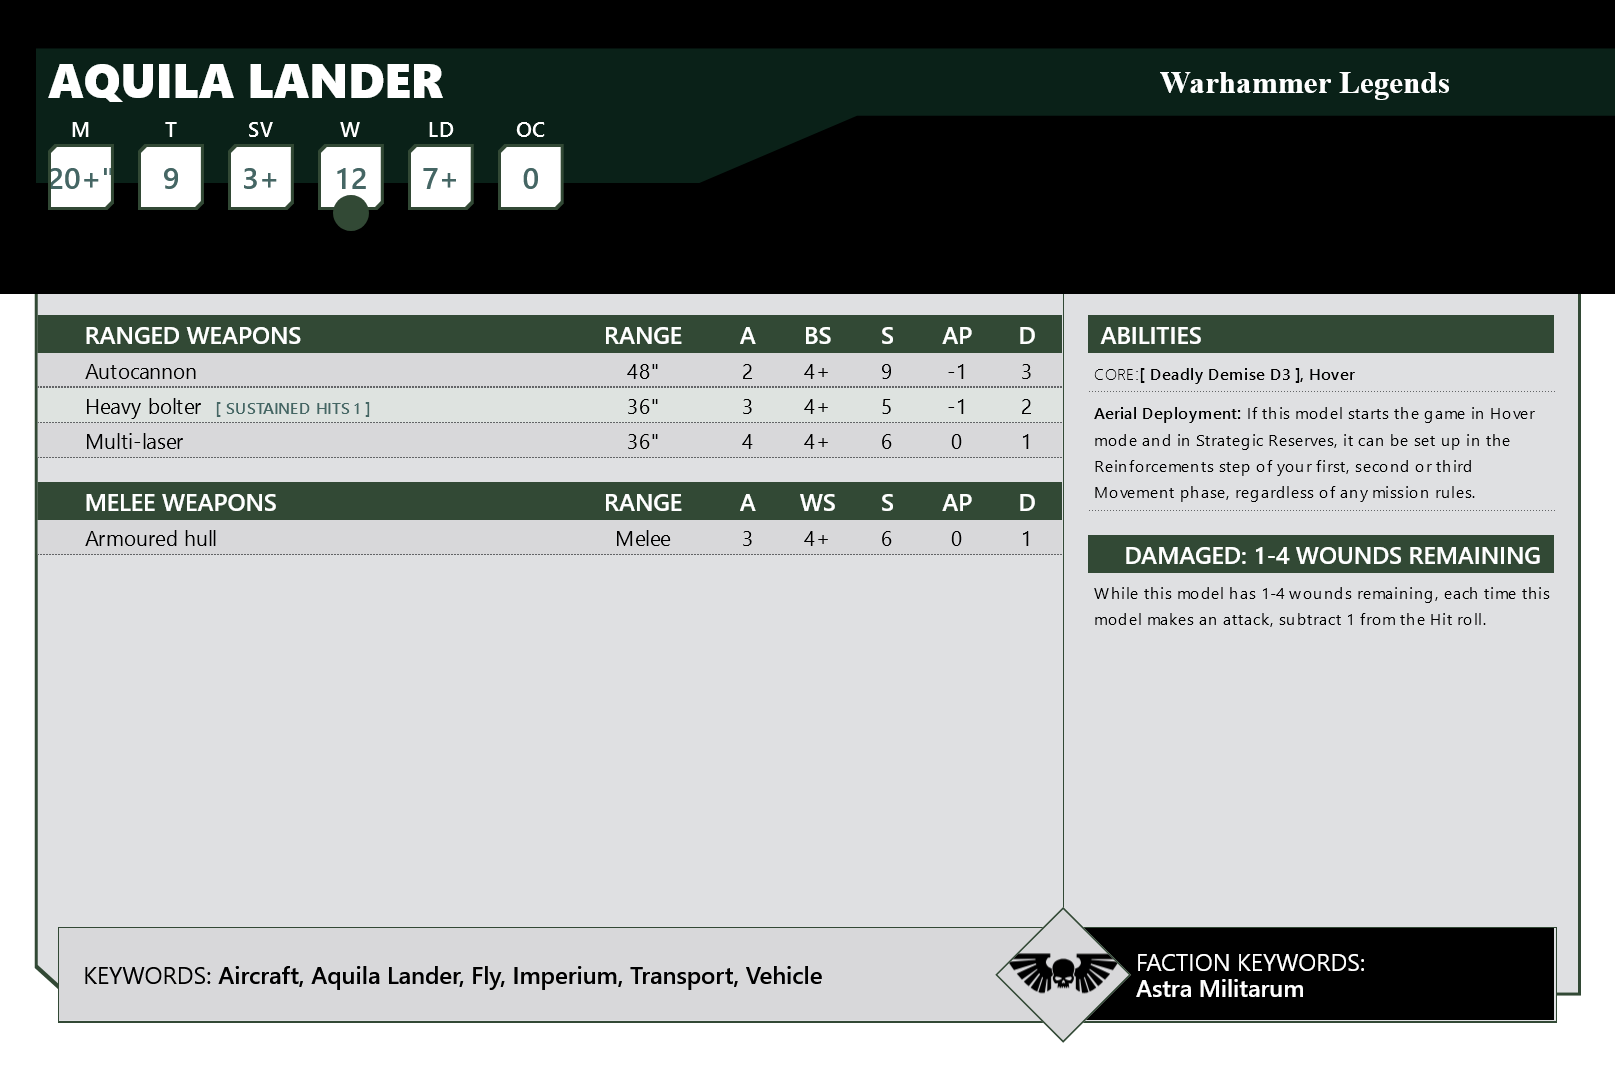 AQUILA LANDER
Warhammer Legends
M T SV W LD OC
20+" 9 3+ 12 7+ 0
RANGED WEAPONS RANGE A BS S AP D
Autocannon 48" 2 4+ 9 -1 3
Heavy bolter [ SUSTAINED HITS 1 ] 36" 3 4+ 5 -1 2
Multi-laser 36" 4 4+ 6 0 1
MELEE WEAPONS RANGE A WS S AP D
Armoured hull Melee 3 4+ 6 0 1
ABILITIES
CORE:[ Deadly Demise D3 ], Hover
Aerial Deployment: If this model starts the game in Hover
mode and in Strategic Reserves, it can be set up in the
Reinforcements step of your first, second or third
Movement phase, regardless of any mission rules.
DAMAGED: 1-4 WOUNDS REMAINING
While this model has 1-4 wounds remaining, each time this
model makes an attack, subtract 1 from the Hit roll.
KEYWORDS: Aircraft, Aquila Lander, Fly, Imperium, Transport, Vehicle
FACTION KEYWORDS:
Astra Militarum